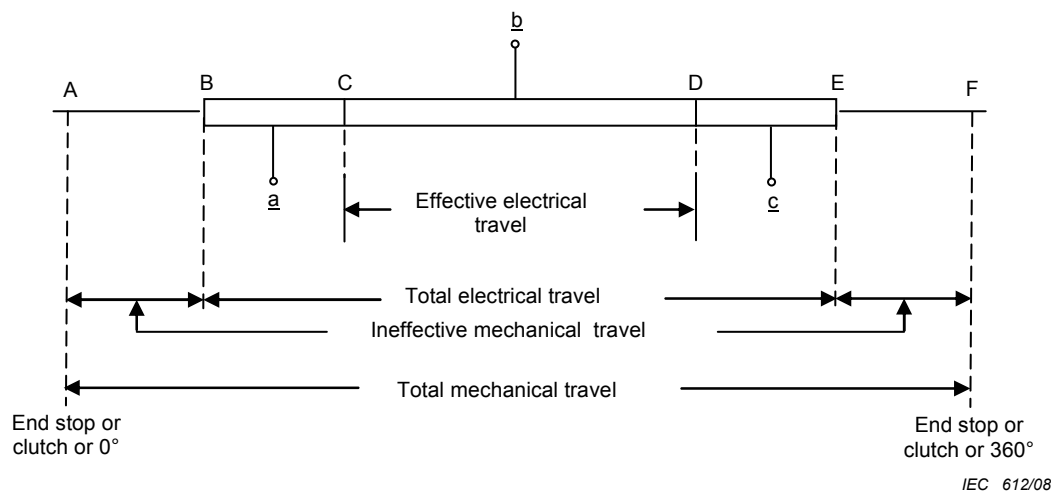 b
A B C D E F
a
Effective electrical
travel
c
Total electrical travel
Ineffective mechanical travel
Total mechanical travel
End stop or
clutch or 0°
End stop or
clutch or 360°
IEC 612/08